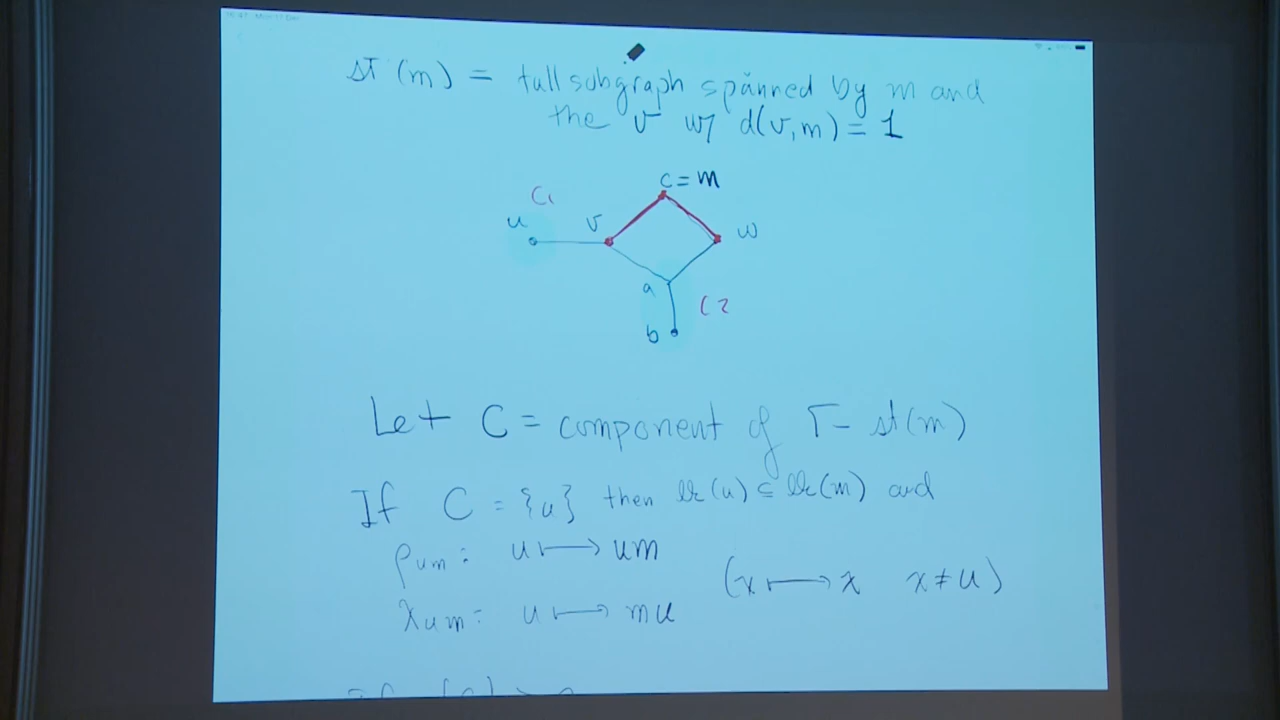 st (m) = full subgraph spanned by m and
the v w/ d(v,m) = 1
c = m
C1
u
v
w
a
C2
b
Let C = component of Γ - st(m)
If C = {u} then lk(u) ⊆ lk(m) and
ρum : u ⟼ um
(x ⟼ x x ≠ u)
λum : u ⟼ mu